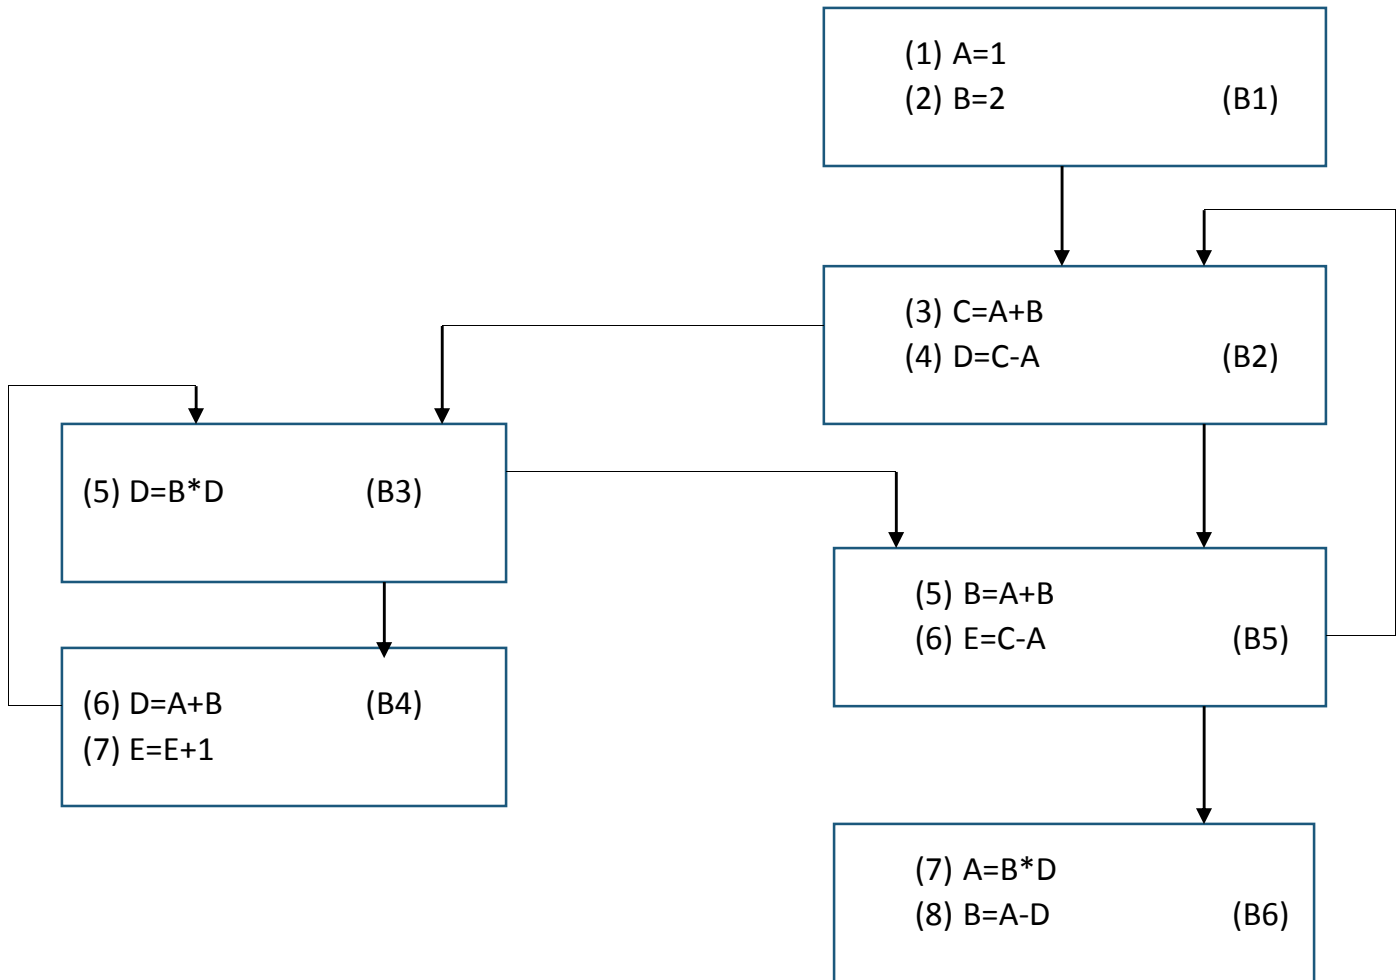 (1) A=1
(2) B=2 (B1)
(3) C=A+B
(4) D=C-A (B2)
(5) D=B*D (B3)
(6) D=A+B (B4)
(7) E=E+1
(5) B=A+B
(6) E=C-A (B5)
(7) A=B*D
(8) B=A-D (B6)